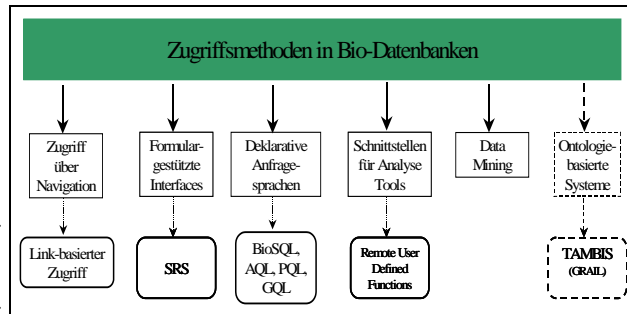 Zugriffsmethoden in Bio-Datenbanken
Zugriff
über
Navigation
Formular-
gestützte
Interfaces
Deklarative
Anfrage-
sprachen
Schnittstellen
für Analyse
Tools
Data
Mining
Ontologie-
basierte
Systeme
Link-basierter
Zugriff
SRS
BioSQL,
AQL, PQL,
GQL
Remote User
Defined
Functions
TAMBIS
(GRAIL)